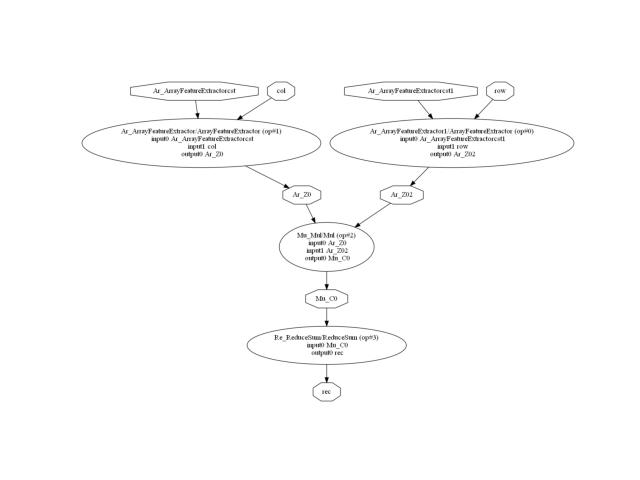 Ar_ArrayFeatureExtractorcst
col
Ar_ArrayFeatureExtractorcst1
row
Ar_ArrayFeatureExtractor/ArrayFeatureExtractor (op#1)
input0 Ar_ArrayFeatureExtractorcst
input1 col
output0 Ar_Z0
Ar_ArrayFeatureExtractor1/ArrayFeatureExtractor (op#0)
input0 Ar_ArrayFeatureExtractorcst1
input1 row
output0 Ar_Z02
Ar_Z0
Ar_Z02
Mu_Mul/Mul (op#2)
input0 Ar_Z0
input1 Ar_Z02
output0 Mu_C0
Mu_C0
Re_ReduceSum/ReduceSum (op#3)
input0 Mu_C0
output0 rec
rec